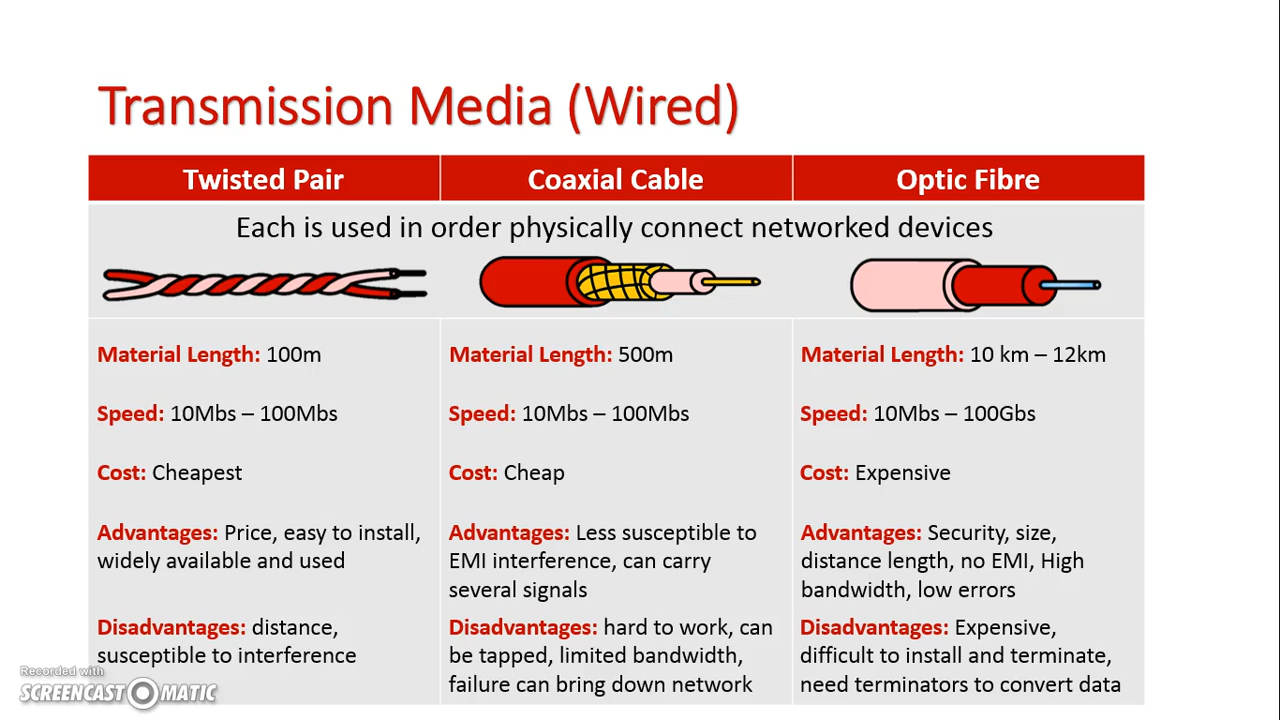 Transmission Media (Wired)
Twisted Pair
Coaxial Cable
Optic Fibre
Each is used in order physically connect networked devices
Material Length: 100m
Speed: 10Mbs – 100Mbs
Cost: Cheapest
Advantages: Price, easy to install,
widely available and used
Disadvantages: distance,
susceptible to interference
Material Length: 500m
Speed: 10Mbs – 100Mbs
Cost: Cheap
Advantages: Less susceptible to
EMI interference, can carry
several signals
Disadvantages: hard to work, can
be tapped, limited bandwidth,
failure can bring down network
Material Length: 10 km – 12km
Speed: 10Mbs – 100Gbs
Cost: Expensive
Advantages: Security, size,
distance length, no EMI, High
bandwidth, low errors
Disadvantages: Expensive,
difficult to install and terminate,
need terminators to convert data
Recorded with
SCREENCAST-O-MATIC